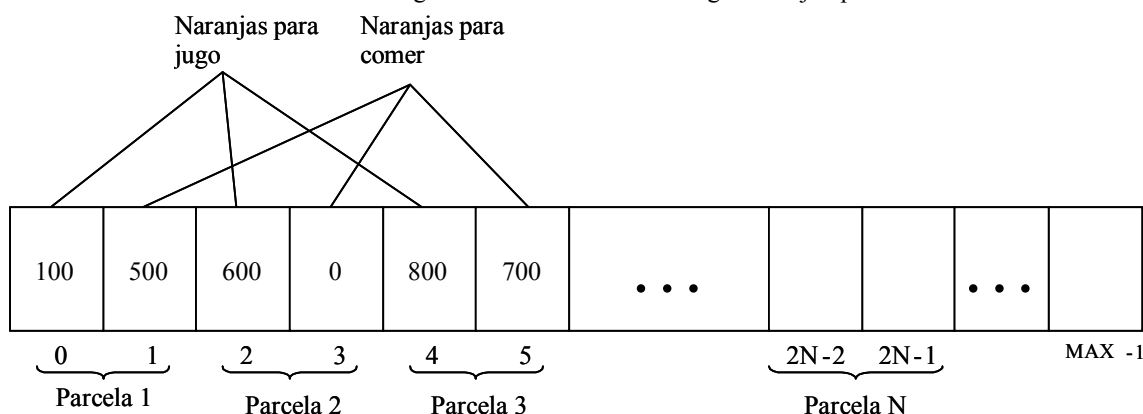 Naranjas para
jugo
Naranjas para
comer
100 500 600 0 800 700 • • • • • •
0 1 2 3 4 5 2N-2 2N-1 MAX -1
Parcela 1 Parcela 2 Parcela 3 Parcela N